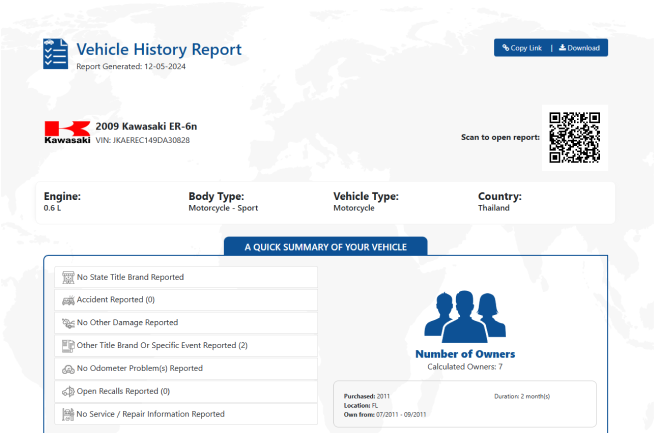 Vehicle History Report
Report Generated: 12-05-2024
Copy Link | Download
2009 Kawasaki ER-6n
Kawasaki VIN: JKAEREC149DA30828
Scan to open report:
Engine: Body Type: Vehicle Type: Country:
0.6 L Motorcycle - Sport Motorcycle Thailand
A QUICK SUMMARY OF YOUR VEHICLE
No State Title Brand Reported
Accident Reported (0)
No Other Damage Reported
Other Title Brand Or Specific Event Reported (2)
No Odometer Problem(s) Reported
Open Recalls Reported (0)
No Service / Repair Information Reported
Number of Owners
Calculated Owners: 7
Purchased: 2011 Duration: 2 month(s)
Location: FL
Own from: 07/2011 - 09/2011